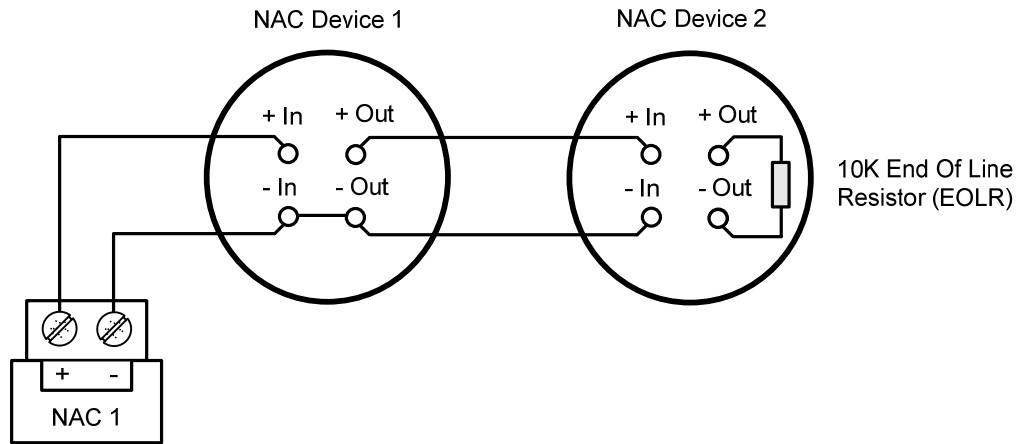 NAC Device 1
NAC Device 2
+ In
+ Out
- In
- Out
+ In
+ Out
- In
- Out
10K End Of Line
Resistor (EOLR)
+ -
NAC 1